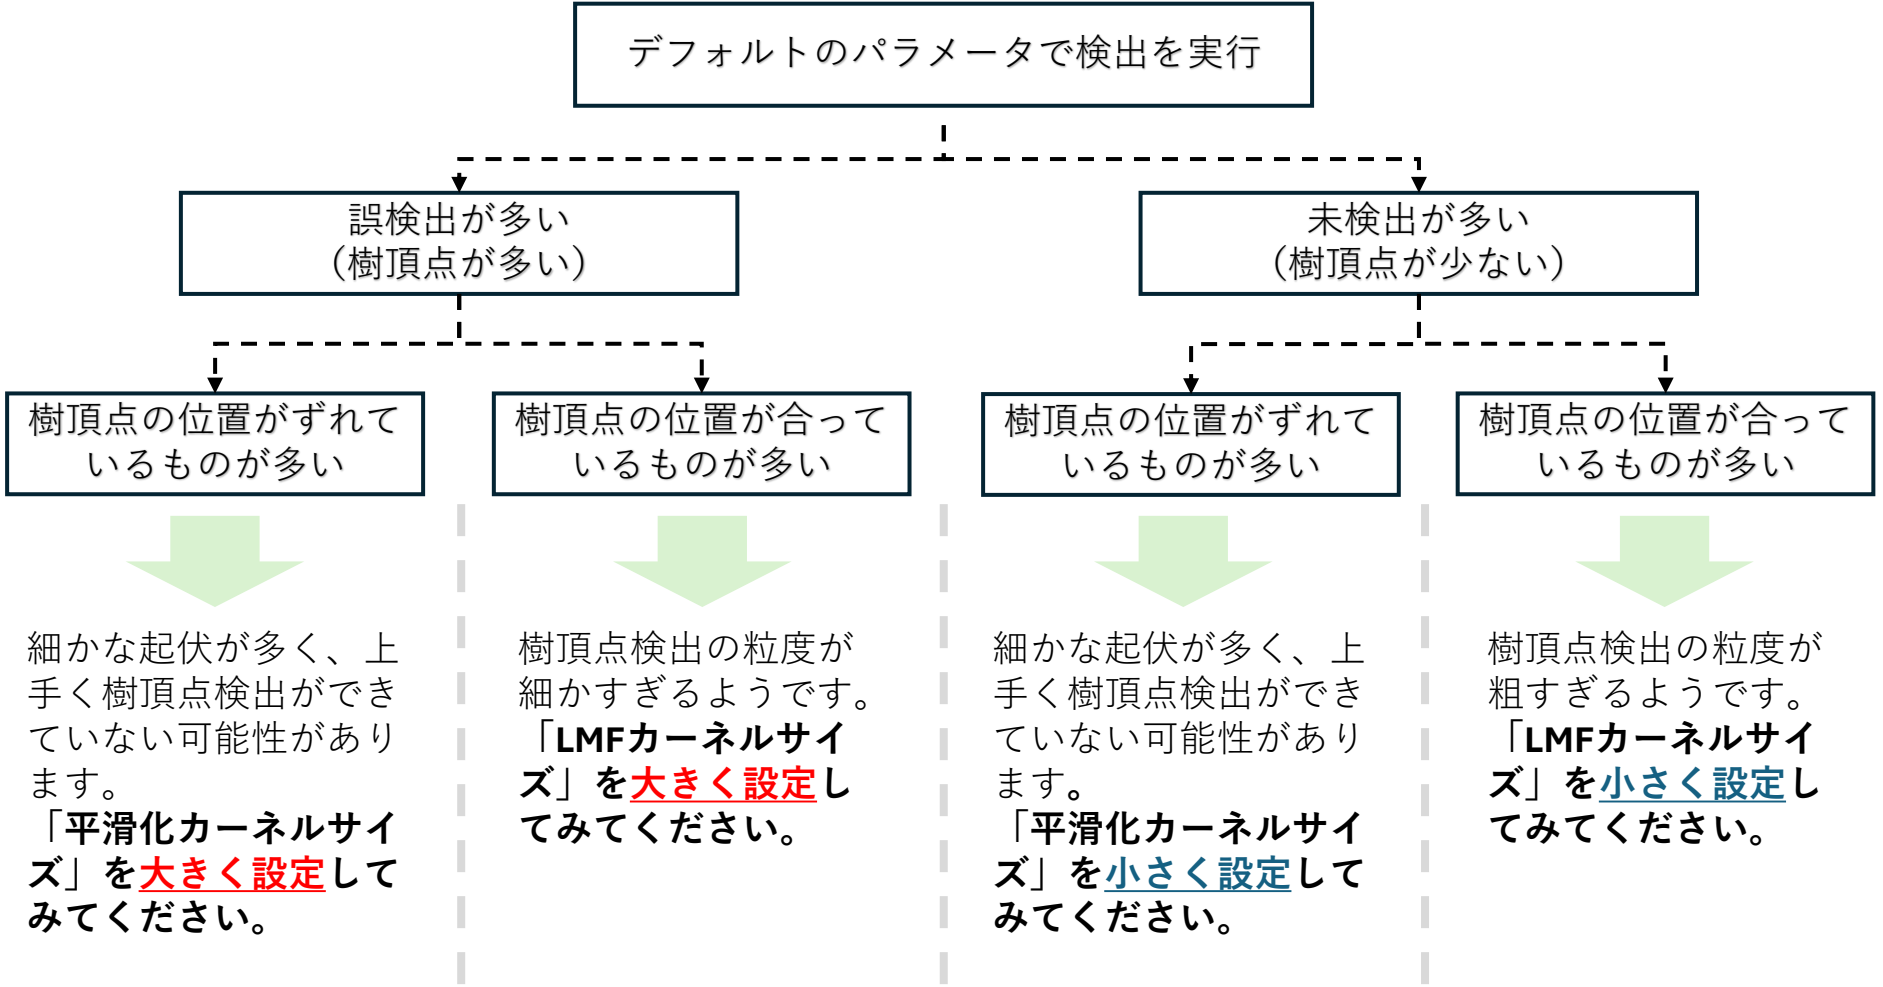 デフォルトのパラメータで検出を実行
誤検出が多い
（樹頂点が多い）
未検出が多い
（樹頂点が少ない）
樹頂点の位置がずれて
いるものが多い
樹頂点の位置が合って
いるものが多い
樹頂点の位置がずれて
いるものが多い
樹頂点の位置が合って
いるものが多い
細かな起伏が多く、上
手く樹頂点検出ができ
ていない可能性があり
ます。
「平滑化カーネルサイ
ズ」を大きく設定して
みてください。
樹頂点検出の粒度が
細かすぎるようです。
「LMFカーネルサイ
ズ」を大きく設定し
てみてください。
細かな起伏が多く、上
手く樹頂点検出ができ
ていない可能性があり
ます。
「平滑化カーネルサイ
ズ」を小さく設定して
みてください。
樹頂点検出の粒度が
粗すぎるようです。
「LMFカーネルサイ
ズ」を小さく設定し
てみてください。